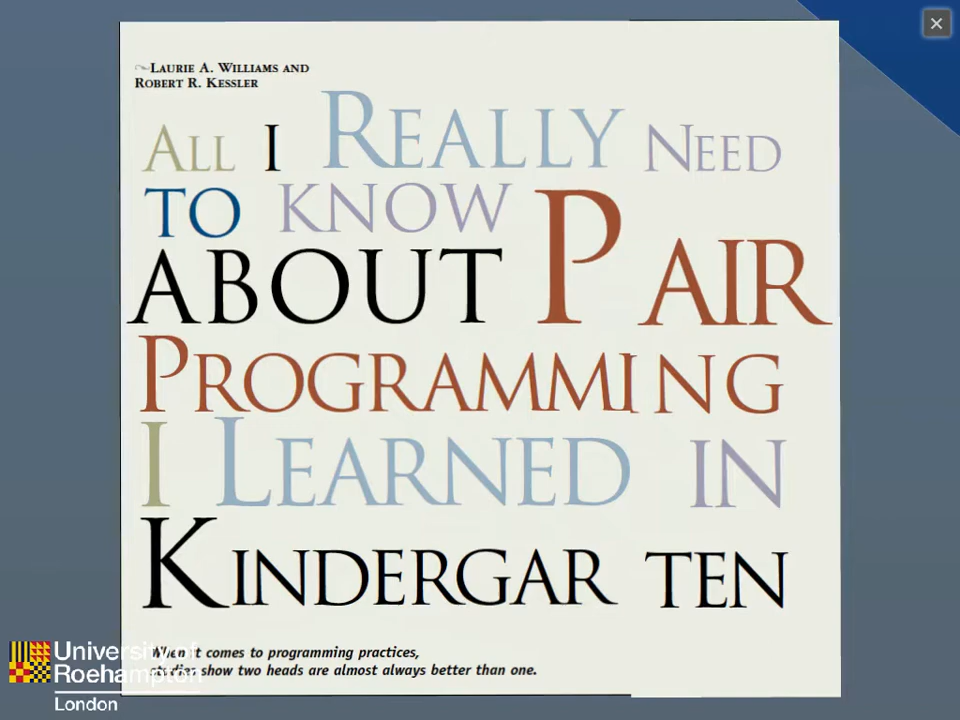 LAURIE A. WILLIAMS AND
ROBERT R. KESSLER
ALL I REALLY NEED
TO KNOW
ABOUT PAIR
PROGRAMMING
I LEARNED IN
KINDERGARTEN
When it comes to programming practices,
studies show two heads are almost always better than one.
University of
Roehampton
London